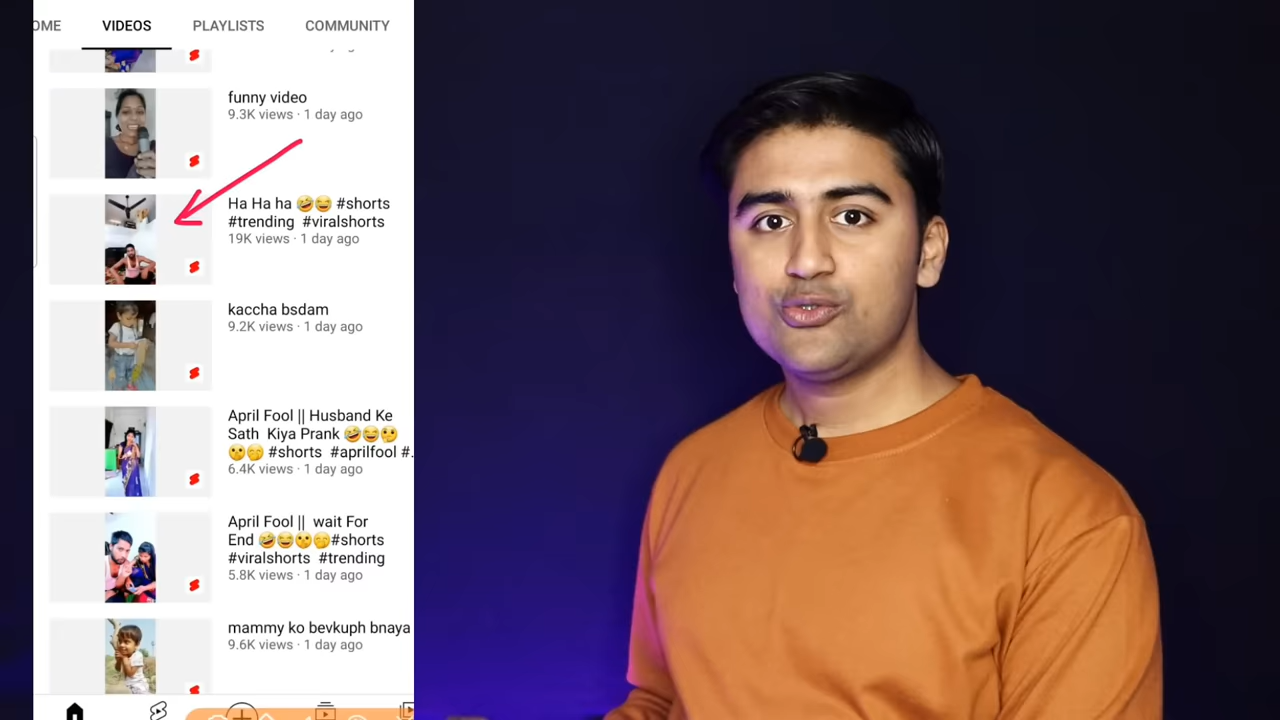 OME VIDEOS PLAYLISTS COMMUNITY
funny video
9.3K views · 1 day ago
Ha Ha ha 🤣😂 #shorts
#trending #viralshorts
19K views · 1 day ago
kaccha bsdam
9.2K views · 1 day ago
April Fool || Husband Ke
Sath Kiya Prank 🤣😂🤫
🤫🤭 #shorts #aprilfool #.
6.4K views · 1 day ago
April Fool || wait For
End 🤣😂🤫🤭#shorts
#viralshorts #trending
5.8K views · 1 day ago
mammy ko bevkuph bnaya
9.6K views · 1 day ago